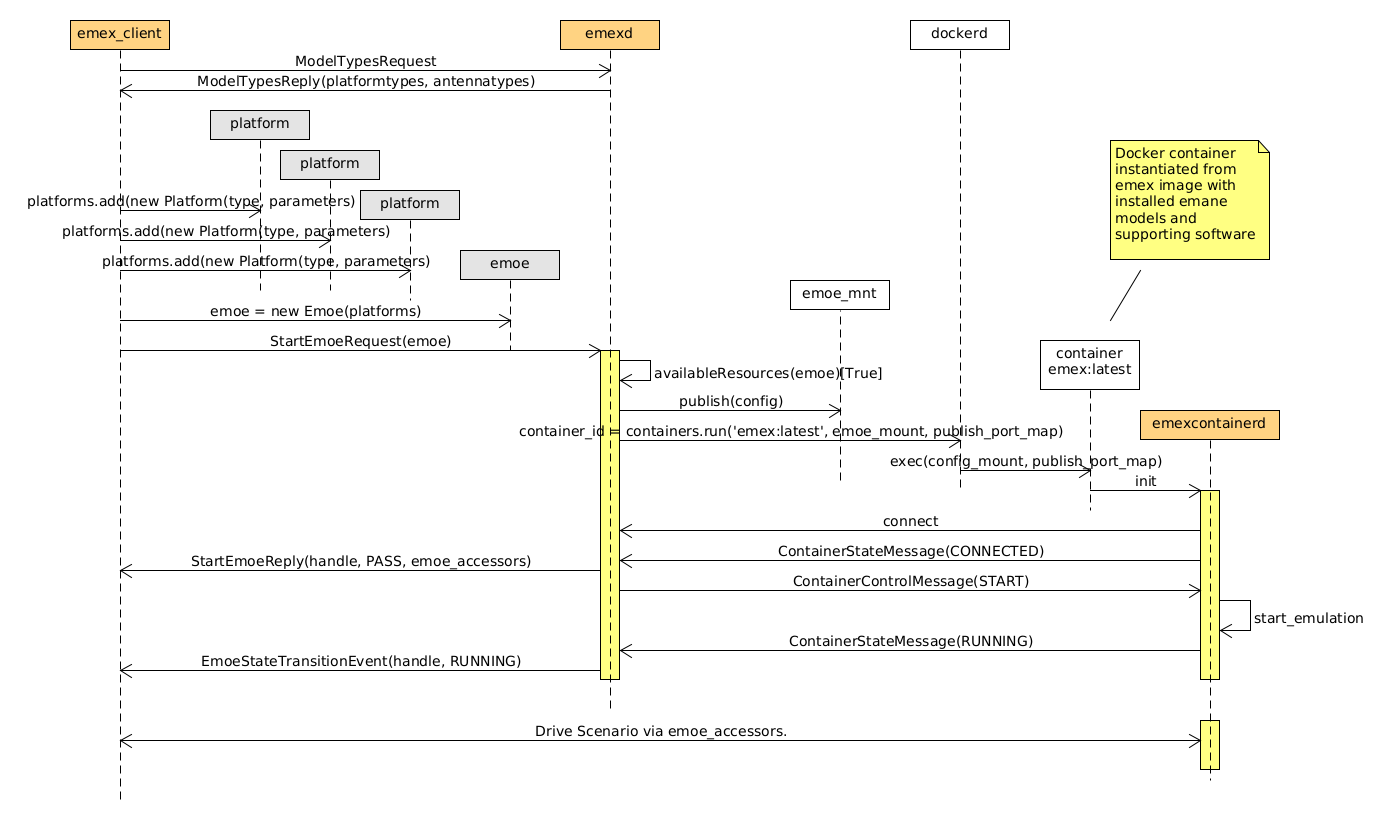 emex_client
emexd
dockerd
ModelTypesRequest
ModelTypesReply(platformtypes, antennatypes)
platform
platform
platform
Docker container
instantiated from
emex image with
installed emane
models and
supporting software
platforms.add(new Platform(type, parameters)
platforms.add(new Platform(type, parameters)
platforms.add(new Platform(type, parameters)
emoe
emoe_mnt
emoe = new Emoe(platforms)
StartEmoeRequest(emoe)
container
emex:latest
availableResources(emoe)[True]
publish(config)
emexcontainerd
container_id = containers.run('emex:latest', emoe_mount, publish_port_map)
exec(config_mount, publish_port_map)
init
connect
ContainerStateMessage(CONNECTED)
StartEmoeReply(handle, PASS, emoe_accessors)
ContainerControlMessage(START)
start_emulation
ContainerStateMessage(RUNNING)
EmoeStateTransitionEvent(handle, RUNNING)
Drive Scenario via emoe_accessors.